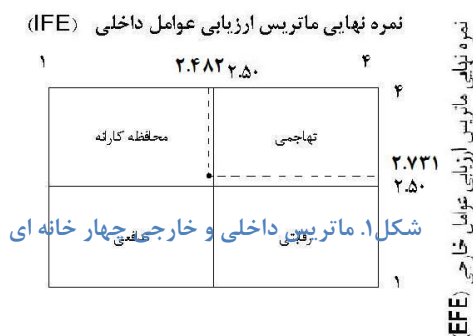 نمره نهایی ماتریس ارزیابی عوامل داخلی (IFE)
۱ ۲.۴۸۲ ۲.۵۰ ۴
۴
محافظه کارانه تهاجمی
۲.۷۳۱
۲.۵۰
تدافعی رقابتی
شکل۱. ماتریس داخلی و خارجی چهار خانه ای
۱
نمره نهایی ماتریس ارزیابی عوامل خارجی (EFE